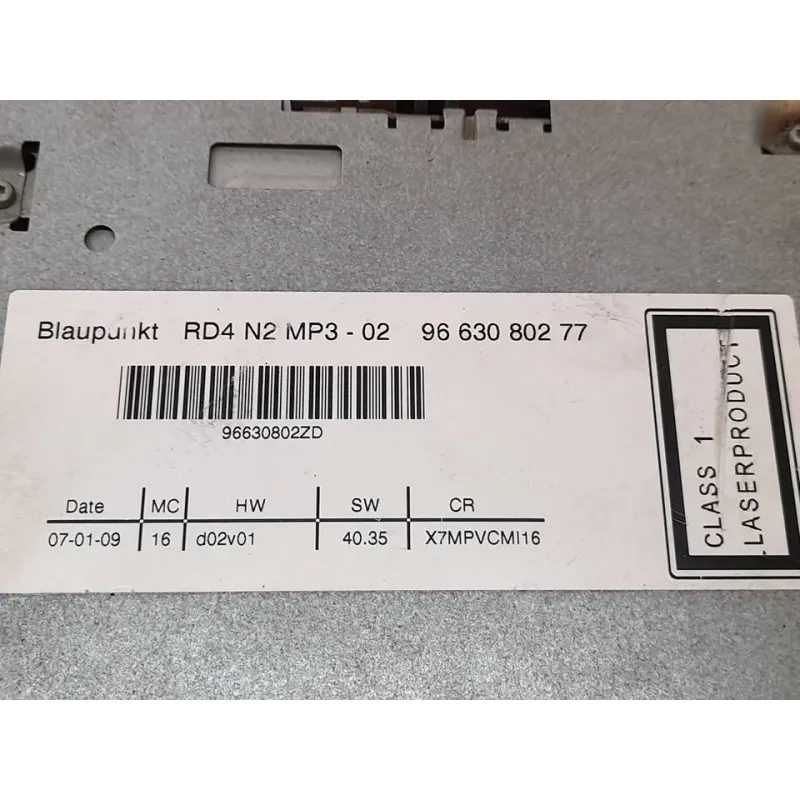 Blaupunkt RD4 N2 MP3 - 02 96 630 802 77
96630802ZD
Date MC HW SW CR
07-01-09 16 d02v01 40.35 X7MPVCMI16
CLASS 1
LASERPRODUCT